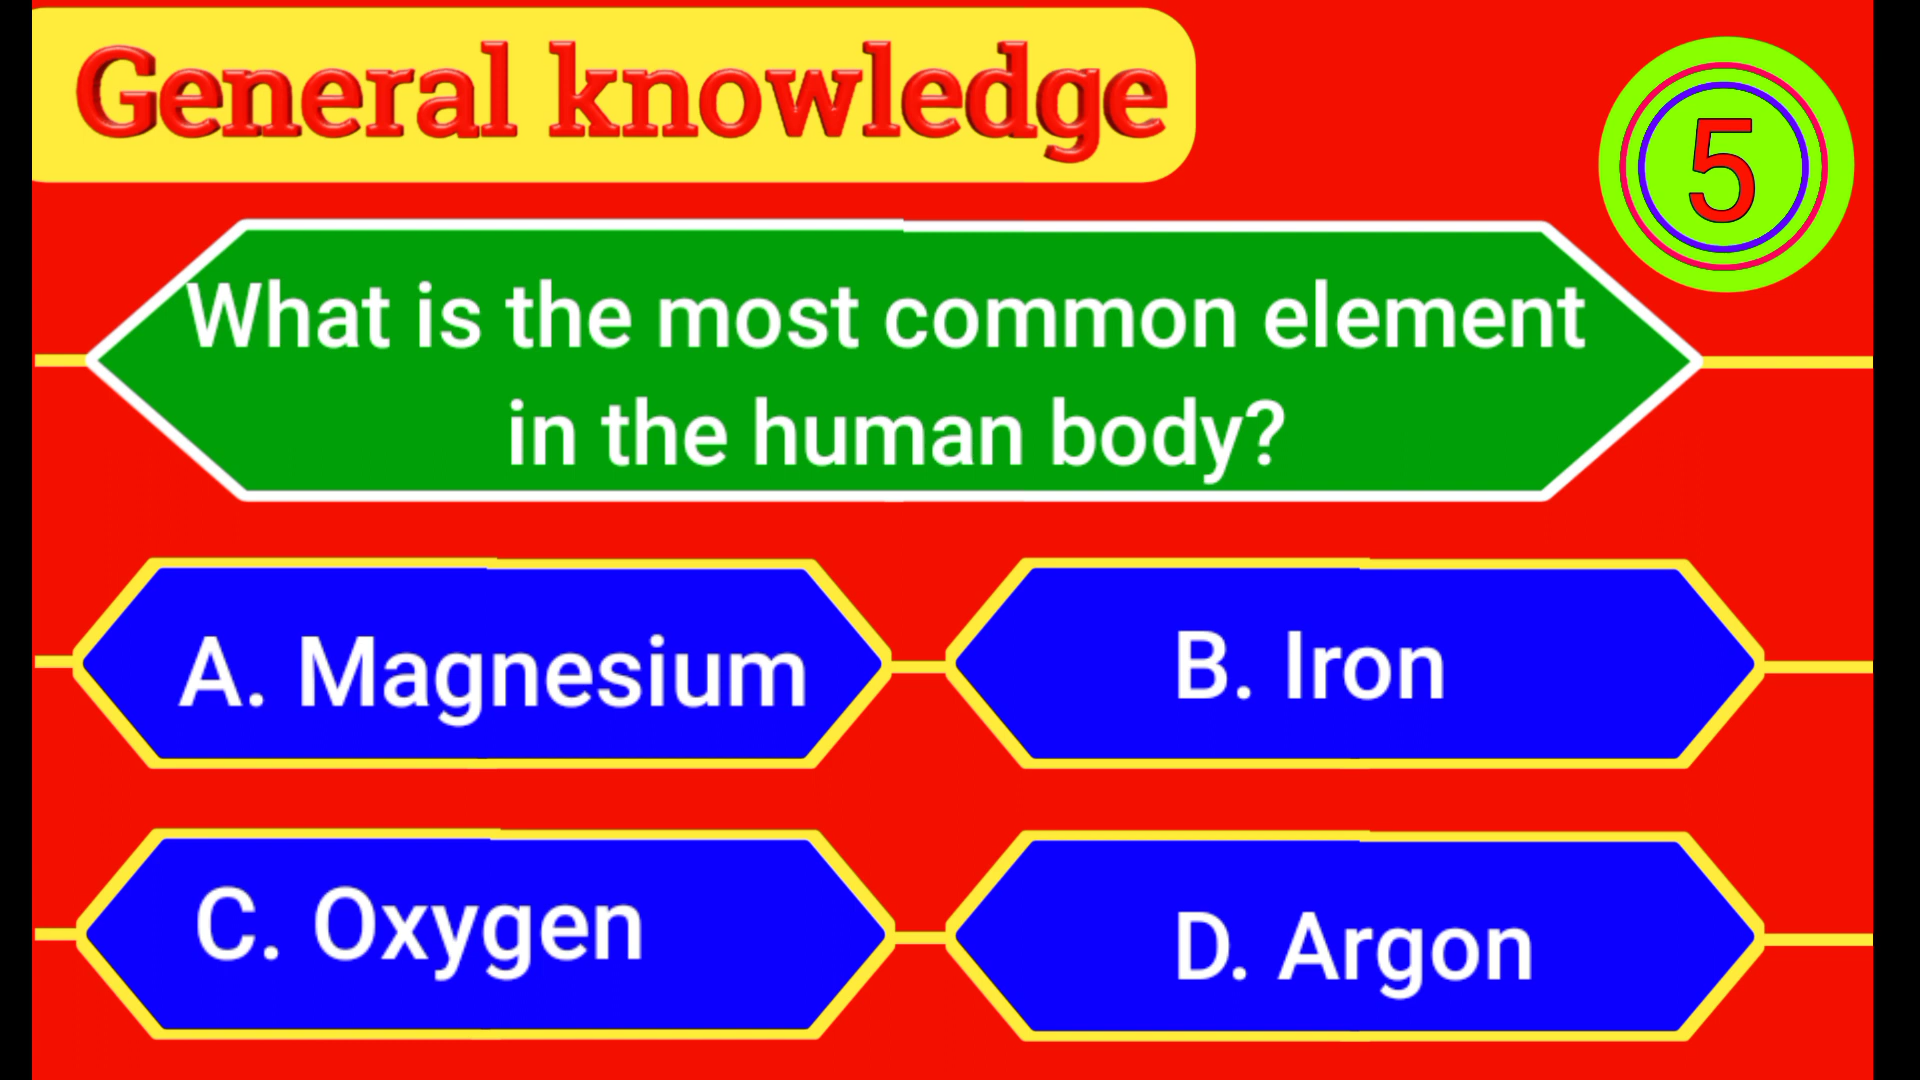 General knowledge
5
What is the most common element
in the human body?
A. Magnesium
B. Iron
C. Oxygen
D. Argon